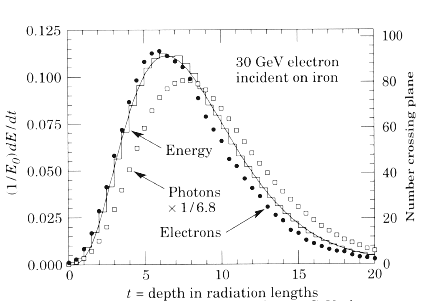 0.125
0.100
0.075
0.050
0.025
0.000
(1/E0)dE/dt
30 GeV electron
incident on iron
Energy
Photons
× 1/6.8
Electrons
100
80
60
40
20
0
Number crossing plane
0 5 10 15 20
t = depth in radiation lengths